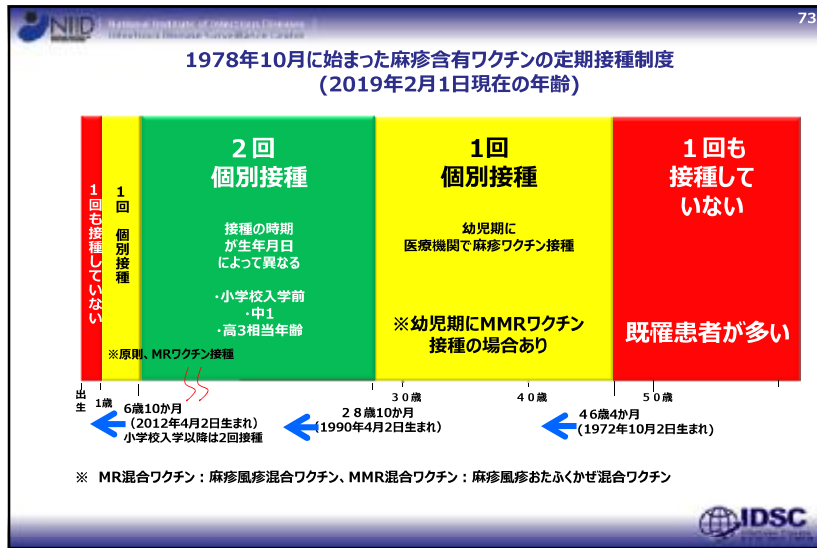 NIID National Institute of Infectious Diseases
Infectious Disease Surveillance Center
73
1978年10月に始まった麻疹含有ワクチンの定期接種制度
(2019年2月1日現在の年齢)
1回も接種していない
1回 個別接種
2回
個別接種
接種の時期
が生年月日
によって異なる
・小学校入学前
・中1
・高3相当年齢
※原則、MRワクチン接種
1回
個別接種
幼児期に
医療機関で麻疹ワクチン接種
※幼児期にMMRワクチン
接種の場合あり
1回も
接種して
いない
既罹患者が多い
出生
1歳
30歳
40歳
50歳
6歳10か月
(2012年4月2日生まれ)
小学校入学以降は2回接種
28歳10か月
(1990年4月2日生まれ)
46歳4か月
(1972年10月2日生まれ)
※ MR混合ワクチン:麻疹風疹混合ワクチン、MMR混合ワクチン:麻疹風疹おたふくかぜ混合ワクチン
IDSC